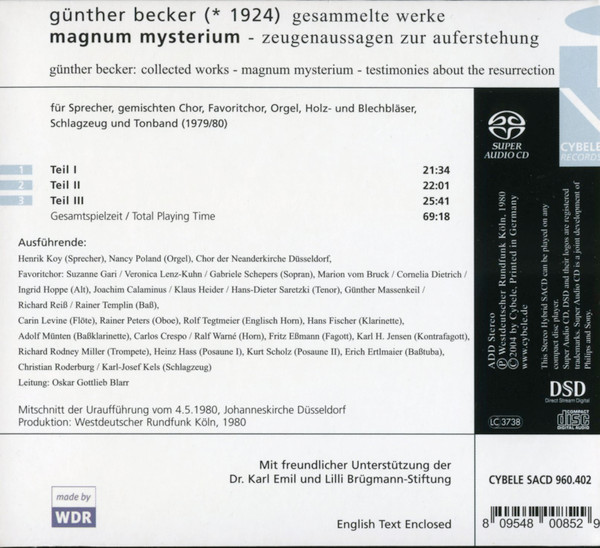 günther becker (* 1924) gesammelte werke
magnum mysterium - zeugenaussagen zur auferstehung
günther becker: collected works - magnum mysterium - testimonies about the resurrection
für Sprecher, gemischten Chor, Favoritchor, Orgel, Holz- und Blechbläser,
Schlagzeug und Tonband (1979/80)
1 Teil I 21:34
2 Teil II 22:01
3 Teil III 25:41
Gesamtspielzeit / Total Playing Time 69:18
Ausführende:
Henrik Koy (Sprecher), Nancy Poland (Orgel), Chor der Neanderkirche Düsseldorf,
Favoritchor: Suzanne Gari / Veronica Lenz-Kuhn / Gabriele Schepers (Sopran), Marion vom Bruck / Cornelia Dietrich /
Ingrid Hoppe (Alt), Joachim Calaminus / Klaus Heider / Hans-Dieter Saretzki (Tenor), Günther Massenkeil /
Richard Reiß / Rainer Templin (Baß),
Carin Levine (Flöte), Rainer Peters (Oboe), Rolf Tegtmeier (Englisch Horn), Hans Fischer (Klarinette),
Adolf Münten (Baßklarinette), Carlos Crespo / Ralf Warné (Horn), Fritz Eßmann (Fagott), Karl H. Jensen (Kontrafagott),
Richard Rodney Miller (Trompete), Heinz Hass (Posaune I), Kurt Scholz (Posaune II), Erich Ertlmaier (Baßtuba),
Christian Roderburg / Karl-Josef Kels (Schlagzeug)
Leitung: Oskar Gottlieb Blarr
Mitschnitt der Uraufführung vom 4.5.1980, Johanneskirche Düsseldorf
Produktion: Westdeutscher Rundfunk Köln, 1980
Mit freundlicher Unterstützung der
Dr. Karl Emil und Lilli Brügmann-Stiftung
made by
WDR
English Text Enclosed
SUPER AUDIO CD
CYBELE
RECORDS
ADD Stereo
℗ Westdeutscher Rundfunk Köln, 1980
© 2004 by Cybele, Printed in Germany
www.cybele.de
This Stereo Hybrid SACD can be played on any
compact disc player.
Super Audio CD, DSD and their logos are registered
trademarks. Super Audio CD is a joint development of
Philips and Sony.
DSD
Direct Stream Digital
LC 3738
COMPACT
disc
DIGITAL AUDIO
CYBELE SACD 960.402
8 09548 00852 9